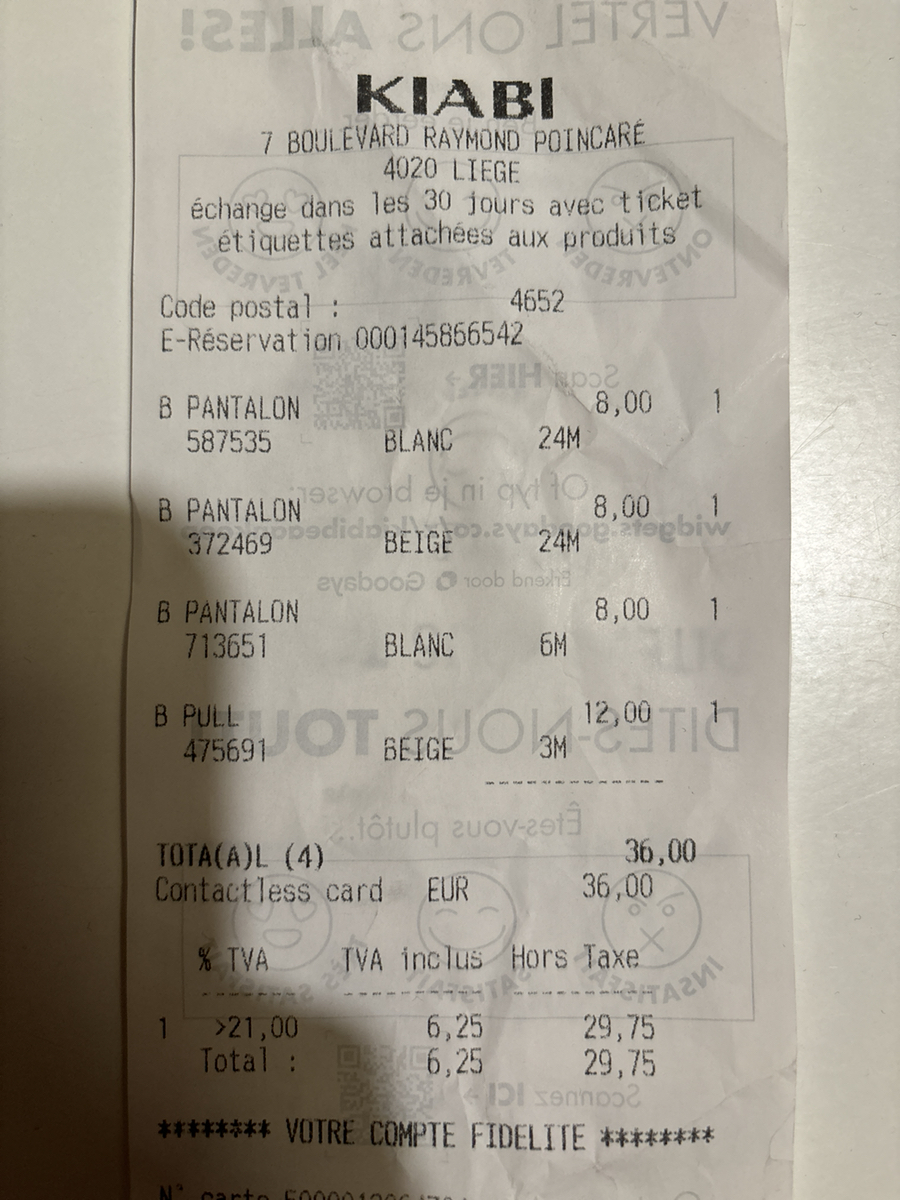 KIABI
7 BOULEVARD RAYMOND POINCARÉ
4020 LIEGE
échange dans les 30 jours avec ticket
étiquettes attachées aux produits
Code postal : 4652
E-Réservation 000145866542
B PANTALON 8,00 1
587535 BLANC 24M
B PANTALON 8,00 1
372469 BEIGE 24M
B PANTALON 8,00 1
713651 BLANC 6M
B PULL 12,00 1
475691 BEIGE 3M
------------
TOTA(A)L (4) 36,00
Contactless card EUR 36,00
% TVA TVA inclus Hors Taxe
1 >21,00 6,25 29,75
Total : 6,25 29,75
******** VOTRE COMPTE FIDELITE ********
N° carte